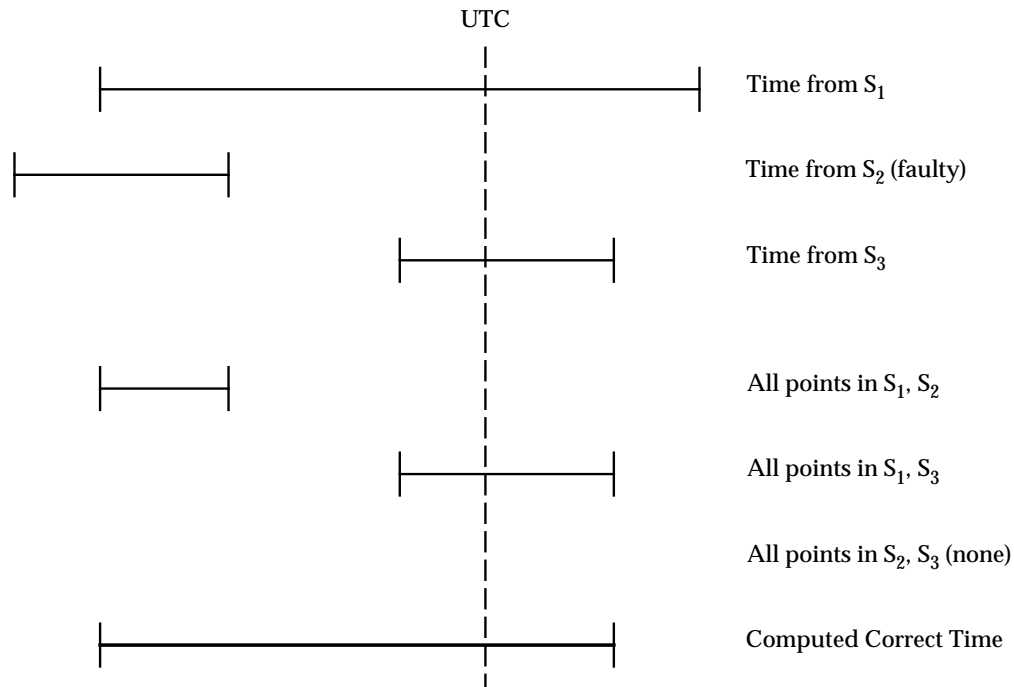 UTC
Time from S₁
Time from S₂ (faulty)
Time from S₃
All points in S₁, S₂
All points in S₁, S₃
All points in S₂, S₃ (none)
Computed Correct Time